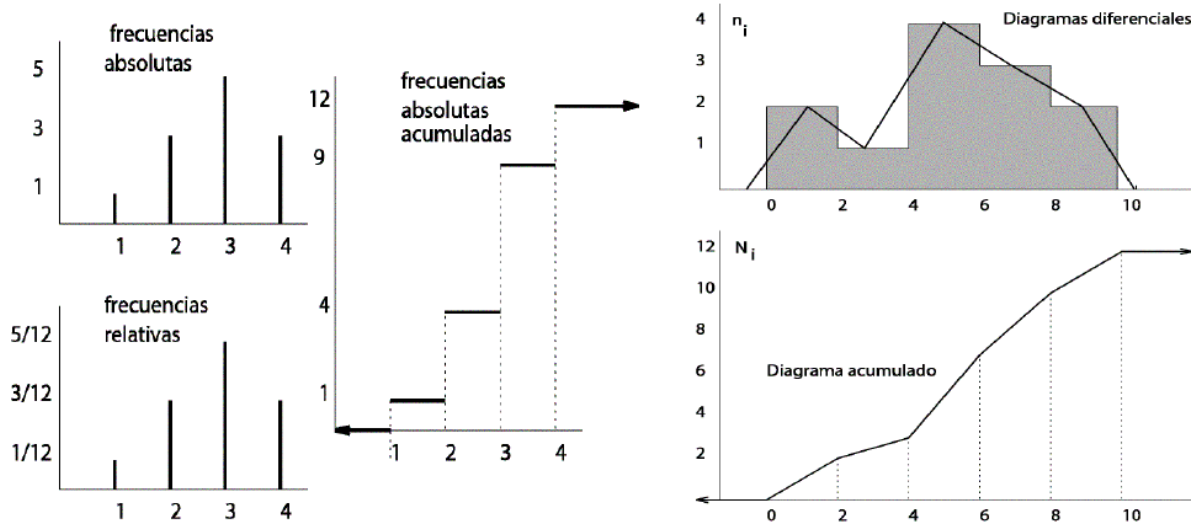 frecuencias
absolutas
5
3
1
1 2 3 4
frecuencias
relativas
5/12
3/12
1/12
1 2 3 4
frecuencias
absolutas
acumuladas
12
9
4
1
1 2 3 4
n i
Diagramas diferenciales
4
3
2
1
0 2 4 6 8 10
N i
Diagrama acumulado
12
10
8
6
4
2
0 2 4 6 8 10